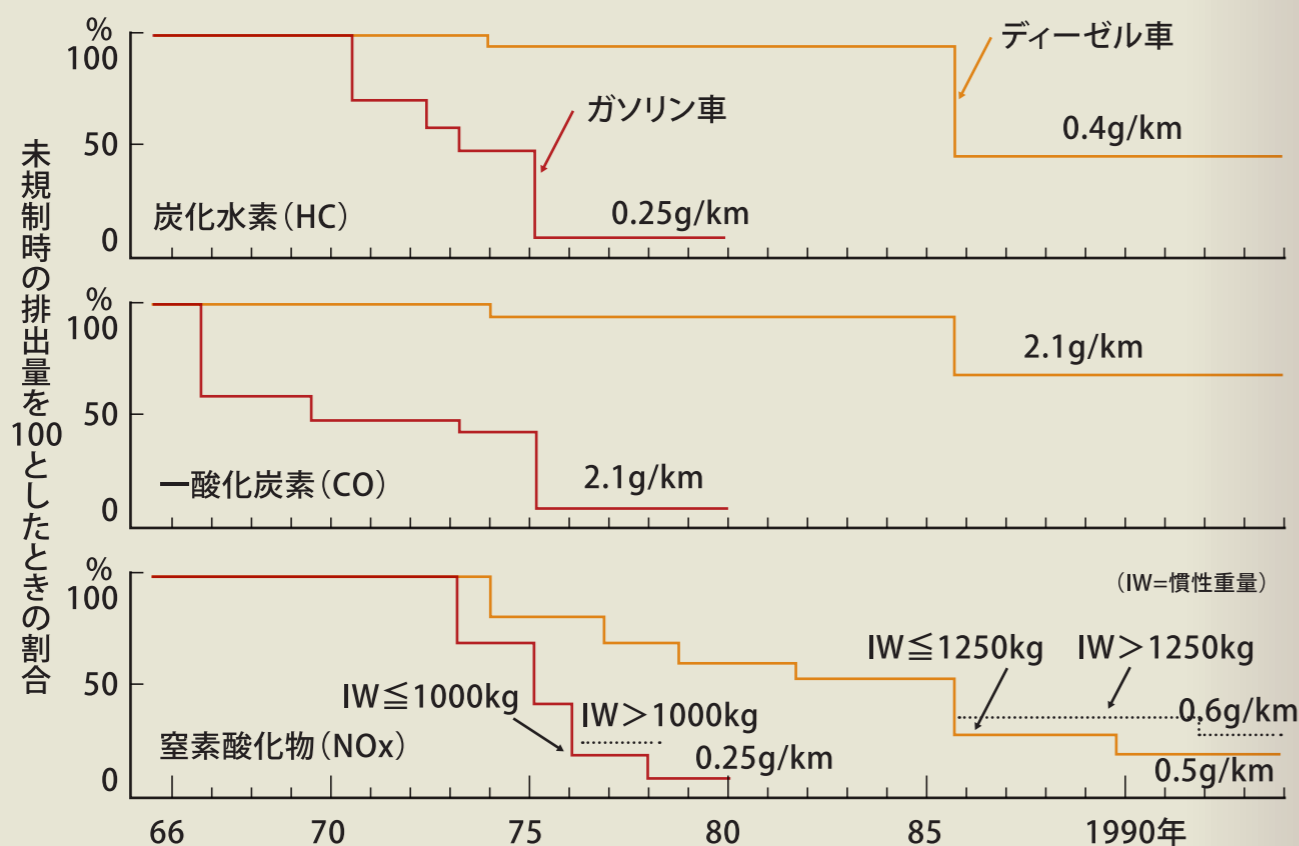 未規制時の排出量を100としたときの割合
%
100
50
0
ディーゼル車
ガソリン車
0.4g/km
0.25g/km
炭化水素（HC）
%
100
50
0
2.1g/km
2.1g/km
一酸化炭素（CO）
%
100
50
0
（IW=慣性重量）
IW≦1250kg
IW＞1250kg
IW≦1000kg
IW＞1000kg
0.6g/km
窒素酸化物（NOx）
0.25g/km
0.5g/km
66
70
75
80
85
1990年